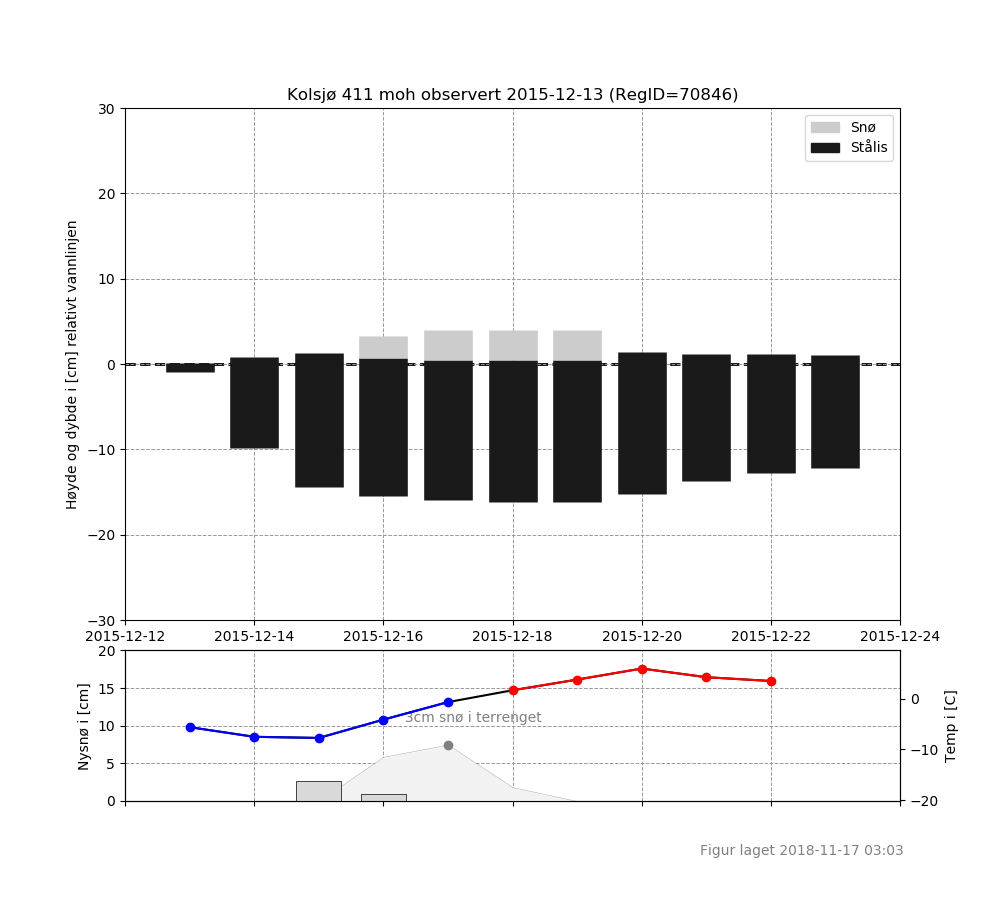 Kolsjø 411 moh observert 2015-12-13 (RegID=70846)
Snø
Stålis
Høyde og dybde i [cm] relativt vannlinjen
30
20
10
0
−10
−20
−30
2015-12-12 2015-12-14 2015-12-16 2015-12-18 2015-12-20 2015-12-22 2015-12-24
Nysnø i [cm]
20
15
10
5
0
3cm snø i terrenget
0
−10
−20
Temp i [C]
Figur laget 2018-11-17 03:03